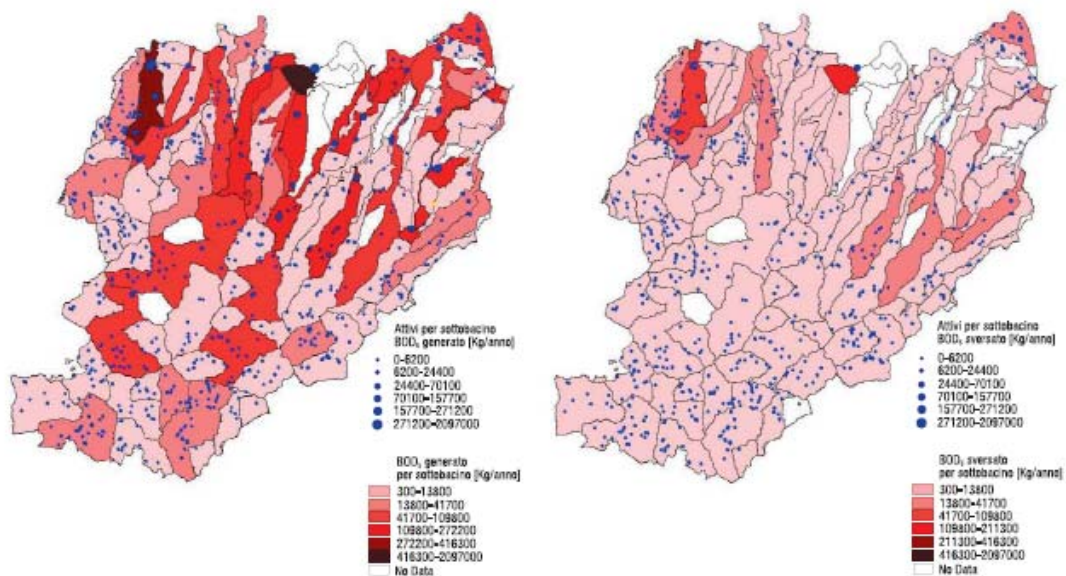 Attivi per sottobacino
BOD₅ generato [Kg/anno]
0–6200
6200–24400
24400–70100
70100–157700
157700–271200
271200–2097000
BOD₅ generato
per sottobacino [Kg/anno]
300–13800
13800–41700
41700–109800
109800–272200
272200–416300
416300–2097000
No Data
Attivi per sottobacino
BOD₅ sversato [Kg/anno]
0–6200
6200–24400
24400–70100
70100–157700
157700–271200
271200–2097000
BOD₅ sversato
per sottobacino [Kg/anno]
300–13800
13800–41700
41700–109800
109800–211300
211300–416300
416300–2097000
No Data